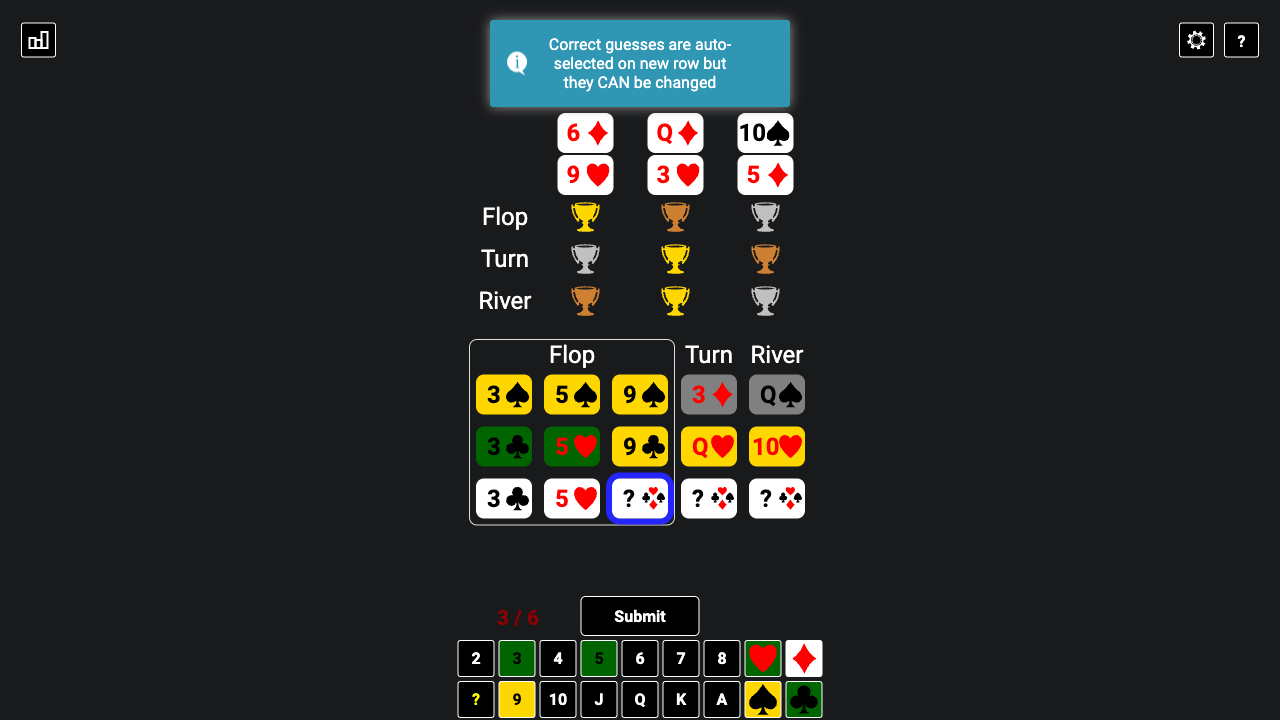 Correct guesses are auto-
selected on new row but
they CAN be changed
?
6 ♦ Q ♦ 10 ♠
9 ♥ 3 ♥ 5 ♦
Flop
Turn
River
Flop Turn River
3 ♠ 5 ♠ 9 ♠ 3 ♦ Q ♠
3 ♣ 5 ♥ 9 ♣ Q ♥ 10 ♥
3 ♣ 5 ♥ ? ? ?
3 / 6 Submit
2 3 4 5 6 7 8 ♥ ♦
? 9 10 J Q K A ♠ ♣